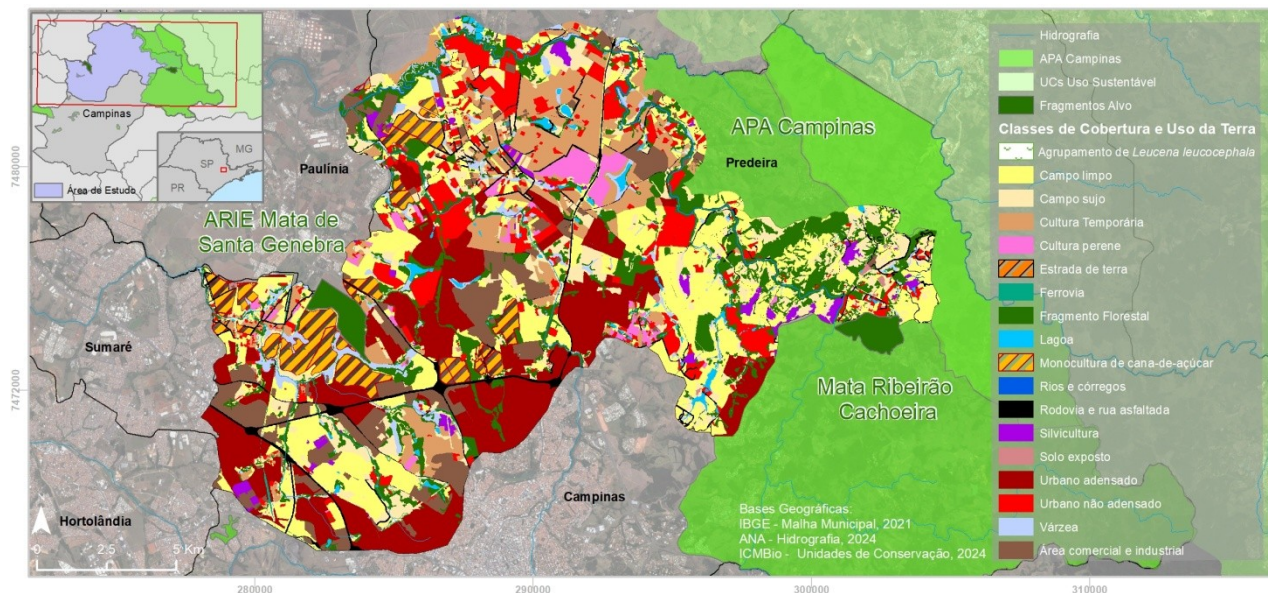 Campinas
MG
SP
PR
Área de Estudo
7480000
7472000
Paulínia
ARIE Mata de
Santa Genebra
Sumaré
Hortolândia
0 2.5 5 Km
APA Campinas
Predeira
Mata Ribeirão
Cachoeira
Campinas
Bases Geográficas:
IBGE - Malha Municipal, 2021
ANA - Hidrografia, 2024
ICMBio - Unidades de Conservação, 2024
Hidrografia
APA Campinas
UCs Uso Sustentável
Fragmentos Alvo
Classes de Cobertura e Uso da Terra
Agrupamento de Leucena leucocephala
Campo limpo
Campo sujo
Cultura Temporária
Cultura perene
Estrada de terra
Ferrovia
Fragmento Florestal
Lagoa
Monocultura de cana-de-açúcar
Rios e córregos
Rodovia e rua asfaltada
Silvicultura
Solo exposto
Urbano adensado
Urbano não adensado
Várzea
Área comercial e industrial
280000
290000
300000
310000